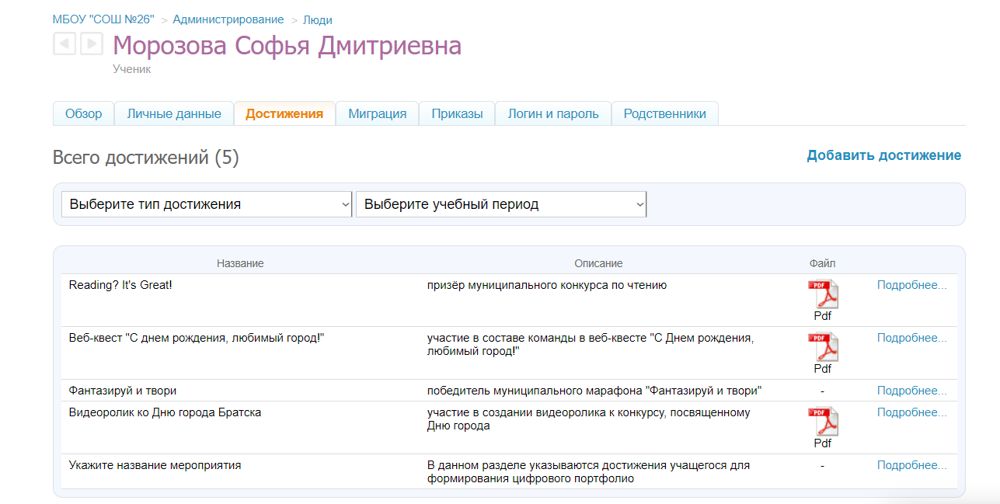 МБОУ "СОШ №26" > Администрирование > Люди
Морозова Софья Дмитриевна
Ученик
Обзор Личные данные Достижения Миграция Приказы Логин и пароль Родственники
Всего достижений (5) Добавить достижение
Выберите тип достижения Выберите учебный период
Название Описание Файл
Reading? It's Great! призёр муниципального конкурса по чтению Подробнее...
PDF
Pdf
Веб-квест "С днем рождения, любимый город!" участие в составе команды в веб-квесте "С Днем рождения, Подробнее...
любимый город!"
PDF
Pdf
Фантазируй и твори победитель муниципального марафона "Фантазируй и твори" - Подробнее...
Видеоролик ко Дню города Братска участие в создании видеоролика к конкурсу, посвященному Подробнее...
Дню города
PDF
Pdf
Укажите название мероприятия В данном разделе указываются достижения учащегося для - Подробнее...
формирования цифрового портфолио